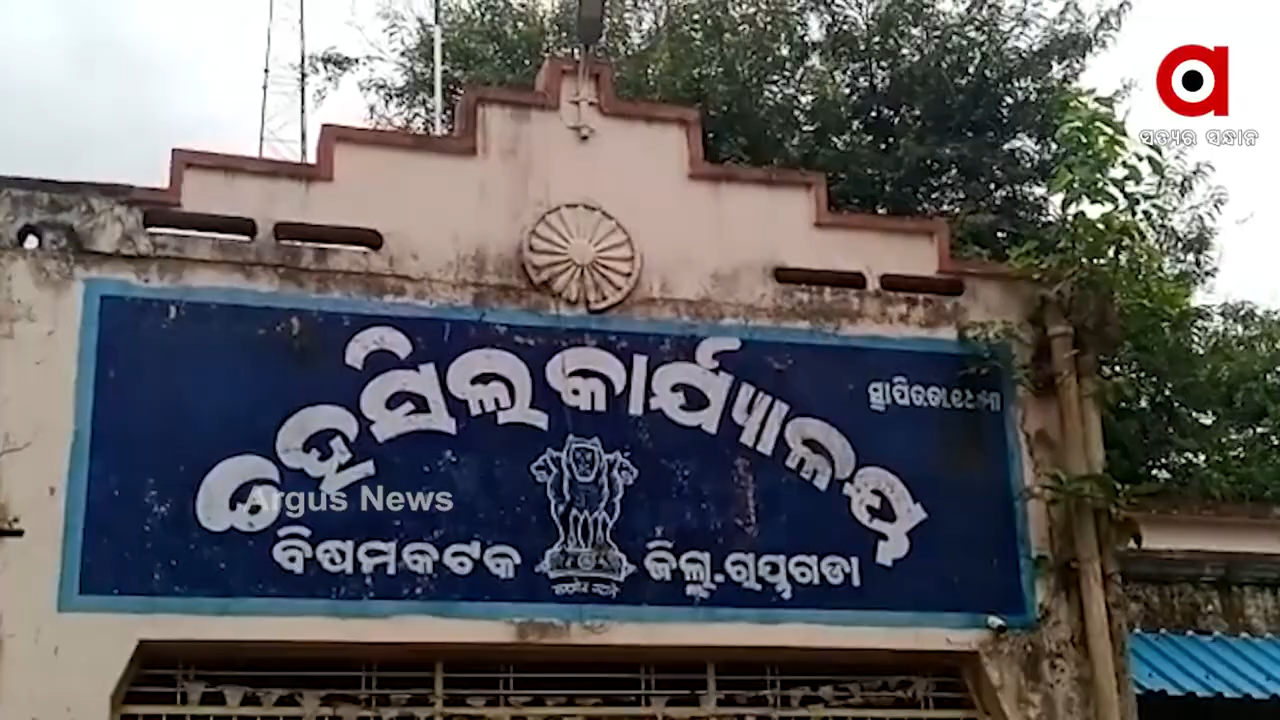 ସତ୍ୟର ସନ୍ଧାନ
ତହସିଲ କାର୍ଯ୍ୟାଳୟ
Argus News
ବିଷମକଟକ
ଜିଲ୍ଲା-ରାୟଗଡା